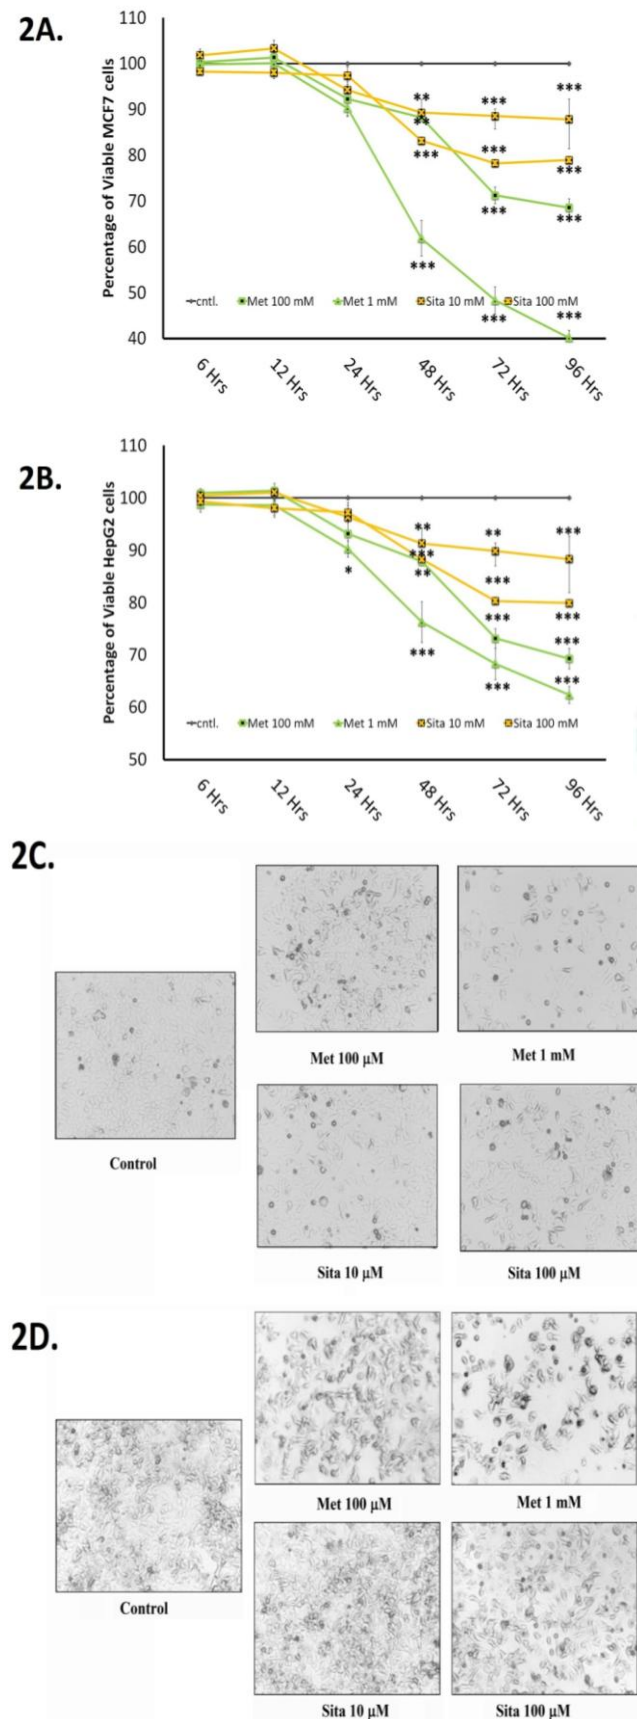 2A.
Percentage of Viable MCF7 cells
110
100
90
80
70
60
50
40
**
**
***
***
***
***
***
***
***
***
***
***
***
cntl. Met 100 mM Met 1 mM Sita 10 mM Sita 100 mM
6 Hrs 12 Hrs 24 Hrs 48 Hrs 72 Hrs 96 Hrs
2B.
Percentage of Viable HepG2 cells
110
100
90
80
70
60
50
*
**
***
**
***
**
***
***
***
***
***
***
***
cntl. Met 100 mM Met 1 mM Sita 10 mM Sita 100 mM
6 Hrs 12 Hrs 24 Hrs 48 Hrs 72 Hrs 96 Hrs
2C.
Control
Met 100 µM Met 1 mM
Sita 10 µM Sita 100 µM
2D.
Control
Met 100 µM Met 1 mM
Sita 10 µM Sita 100 µM